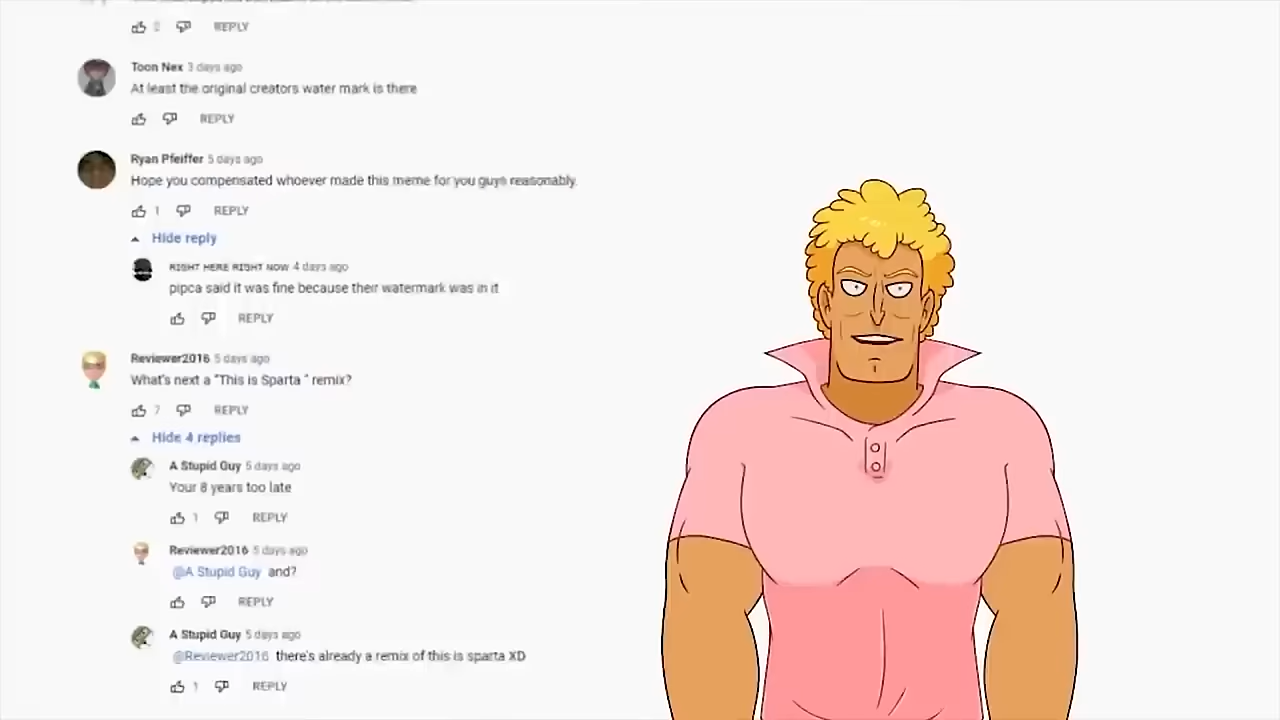 2 REPLY
Toon Nex 3 days ago
At least the original creators water mark is there
REPLY
Ryan Pfeiffer 5 days ago
Hope you compensated whoever made this meme for you guys reasonably.
1 REPLY
Hide reply
RIGHT HERE RIGHT NOW 4 days ago
pipca said it was fine because their watermark was in it
REPLY
Reviewer2016 5 days ago
What's next a "This is Sparta " remix?
7 REPLY
Hide 4 replies
A Stupid Guy 5 days ago
Your 8 years too late
1 REPLY
Reviewer2016 5 days ago
@A Stupid Guy and?
REPLY
A Stupid Guy 5 days ago
@Reviewer2016 there's already a remix of this is sparta XD
1 REPLY